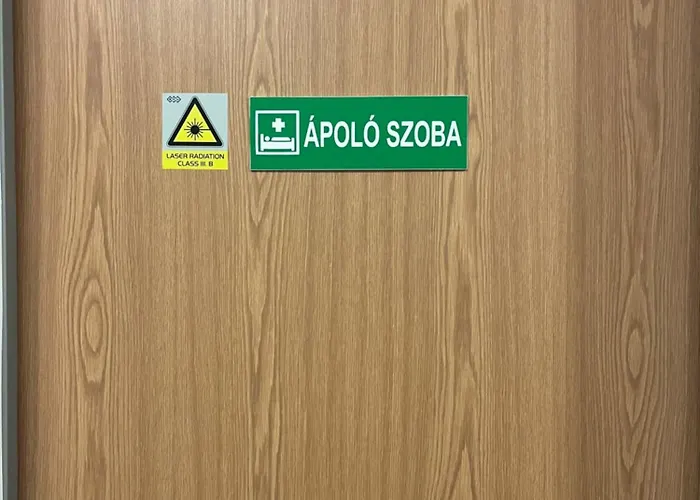 LASER RADIATION
CLASS III. B
ÁPOLÓ SZOBA